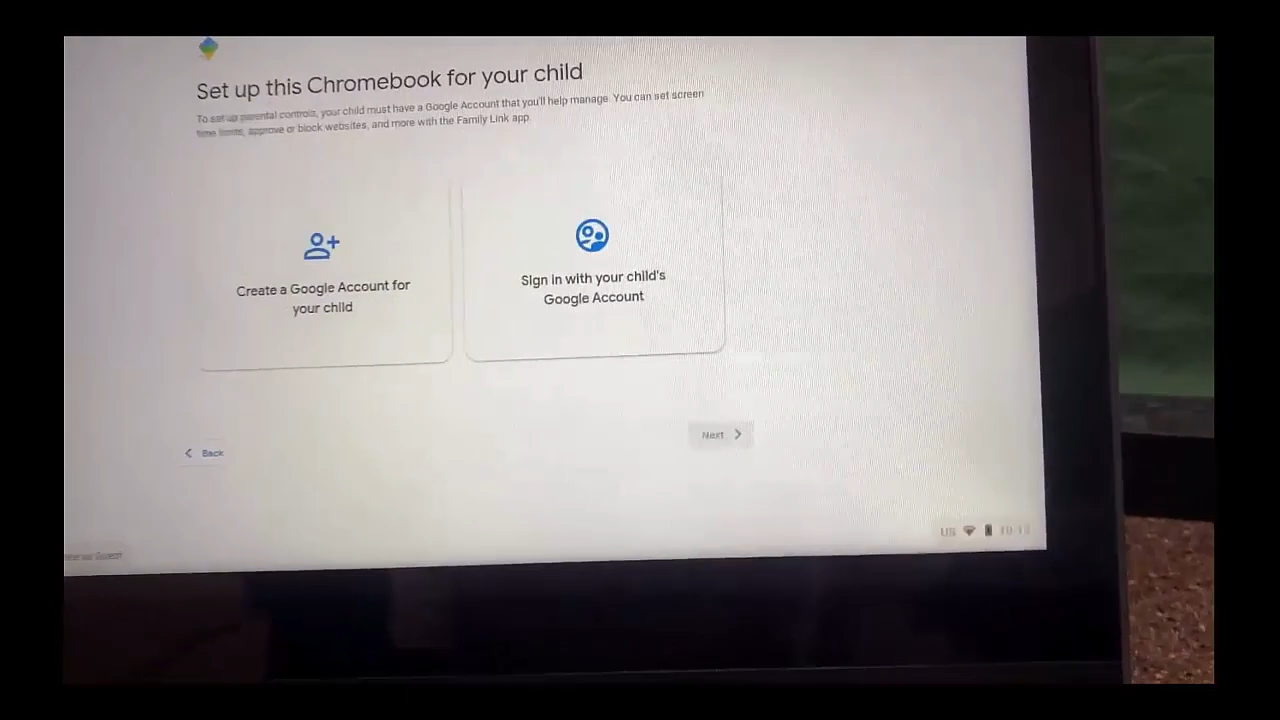 Set up this Chromebook for your child
To set up parental controls, your child must have a Google Account that you'll help manage. You can set screen
time limits, approve or block websites, and more with the Family Link app.
Create a Google Account for
your child
Sign in with your child's
Google Account
Back
Next
US